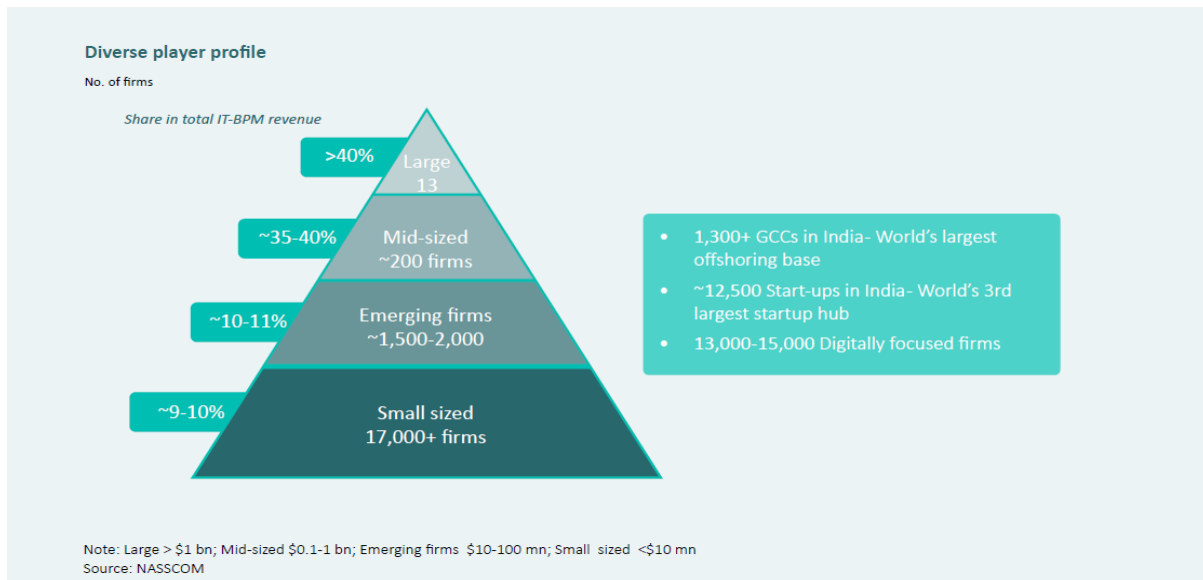 Diverse player profile
No. of firms
Share in total IT-BPM revenue
>40%
Large
13
~35-40%
Mid-sized
~200 firms
~10-11%
Emerging firms
~1,500-2,000
~9-10%
Small sized
17,000+ firms
• 1,300+ GCCs in India- World’s largest
offshoring base
• ~12,500 Start-ups in India- World’s 3rd
largest startup hub
• 13,000-15,000 Digitally focused firms
Note: Large > $1 bn; Mid-sized $0.1-1 bn; Emerging firms $10-100 mn; Small sized <$10 mn
Source: NASSCOM